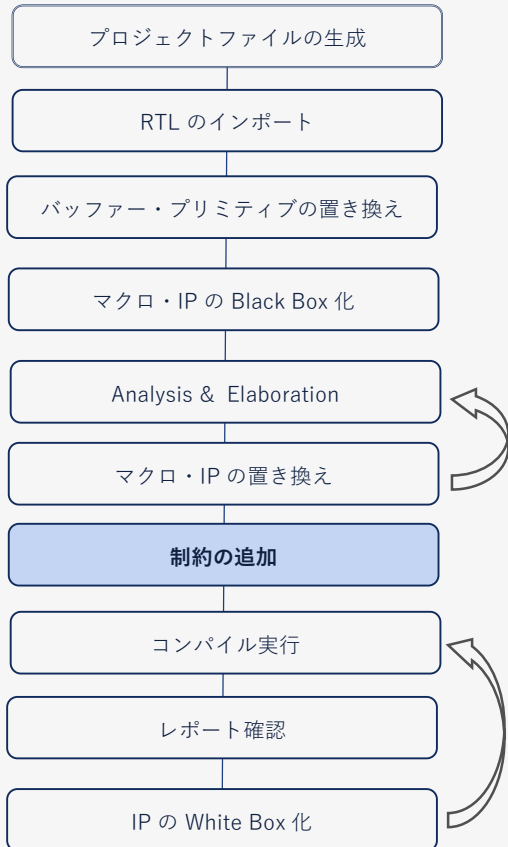 プロジェクトファイルの生成
RTL のインポート
バッファー・プリミティブの置き換え
マクロ・IP の Black Box 化
Analysis & Elaboration
マクロ・IP の置き換え
制約の追加
コンパイル実行
レポート確認
IP の White Box 化